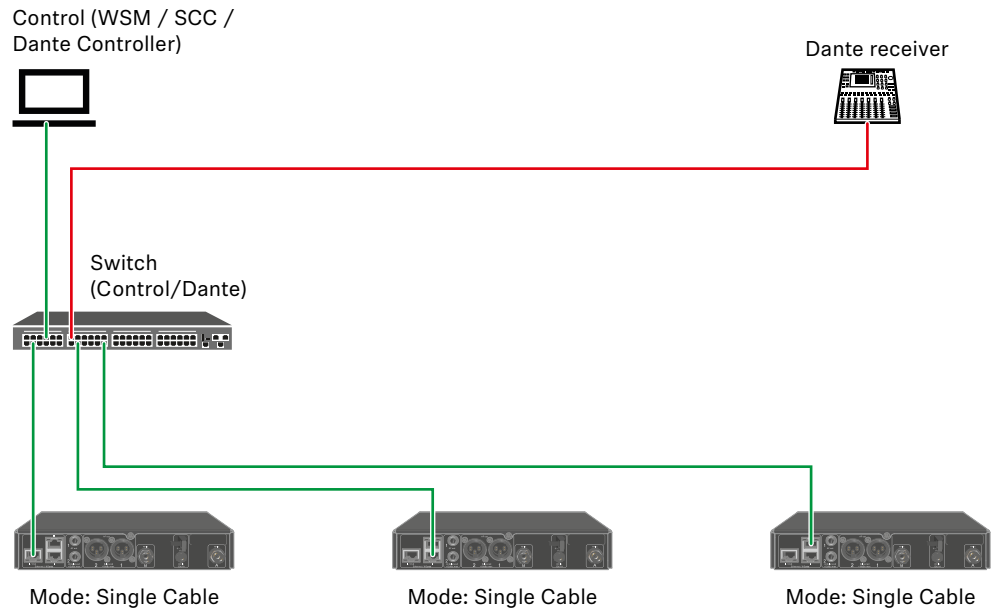 Control (WSM / SCC /
Dante Controller)
Dante receiver
Switch
(Control/Dante)
Mode: Single Cable
Mode: Single Cable
Mode: Single Cable